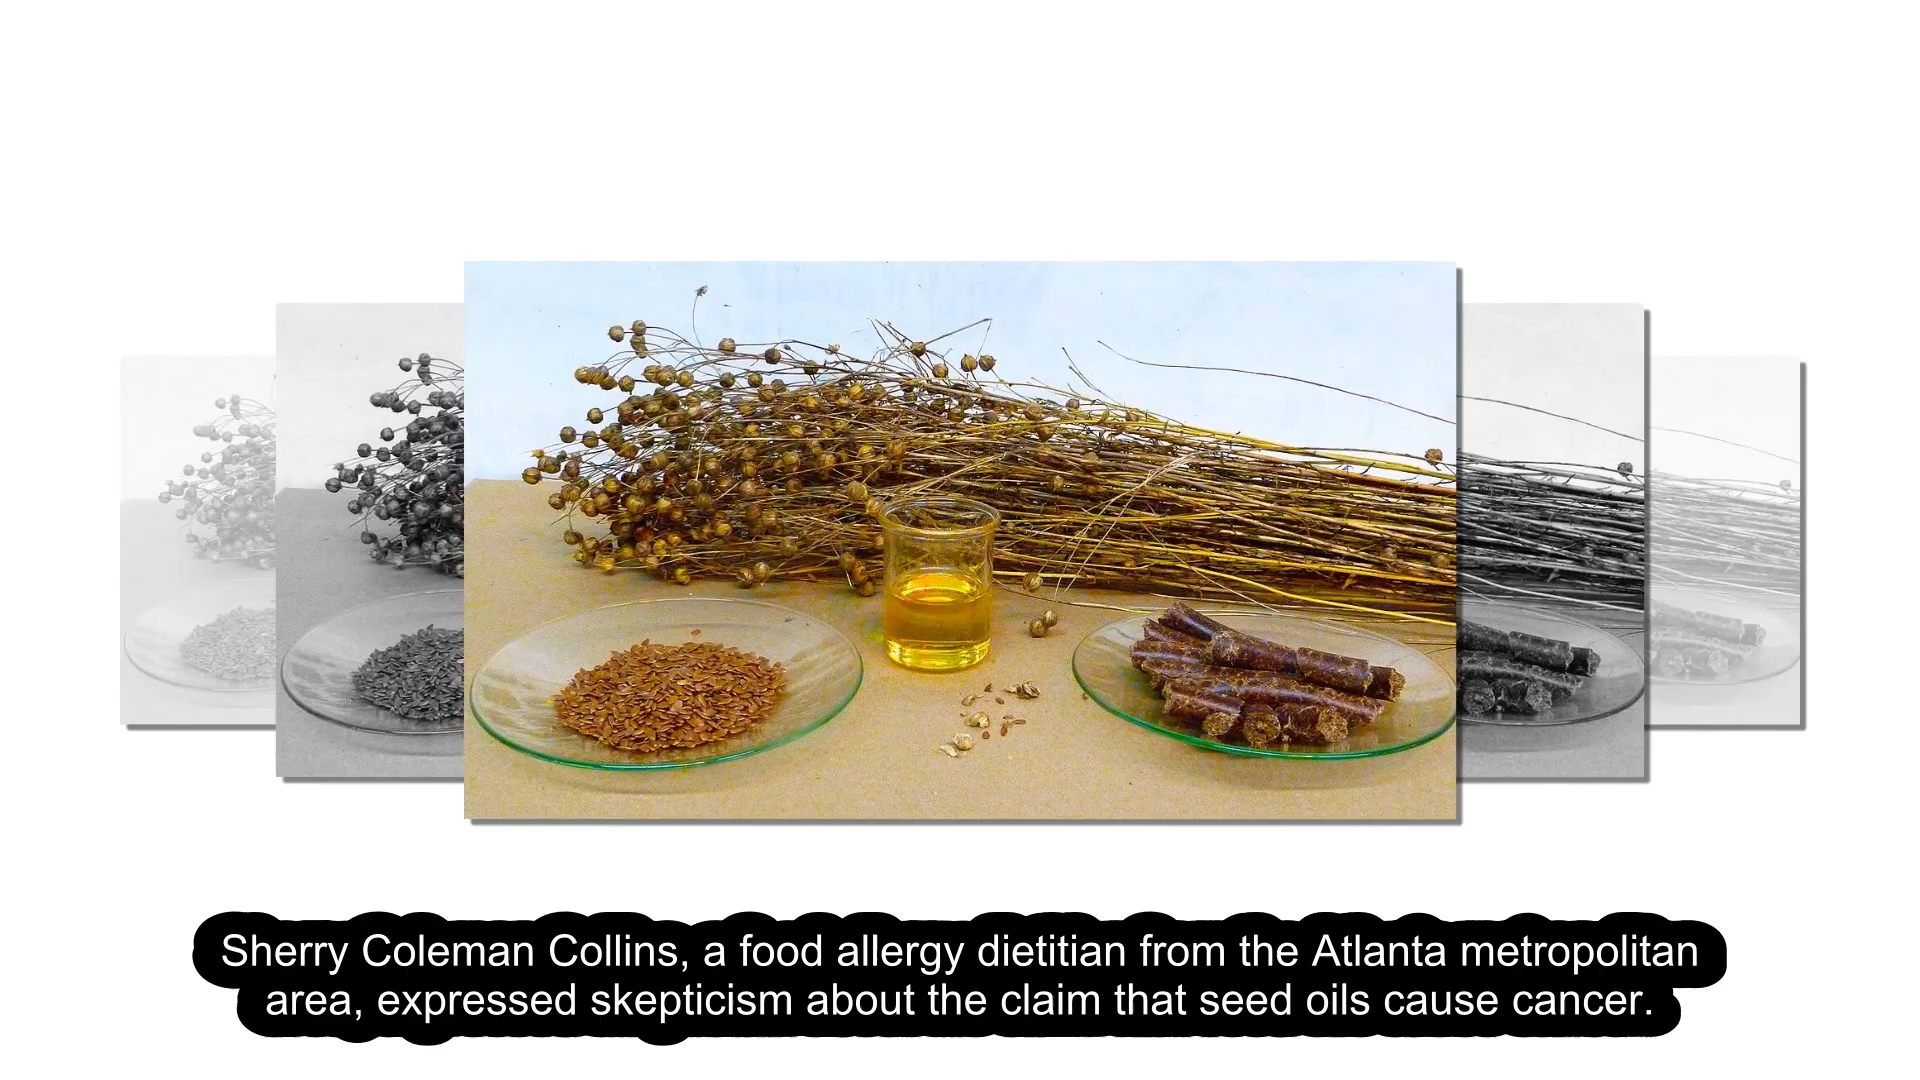 Sherry Coleman Collins, a food allergy dietitian from the Atlanta metropolitan
area, expressed skepticism about the claim that seed oils cause cancer.